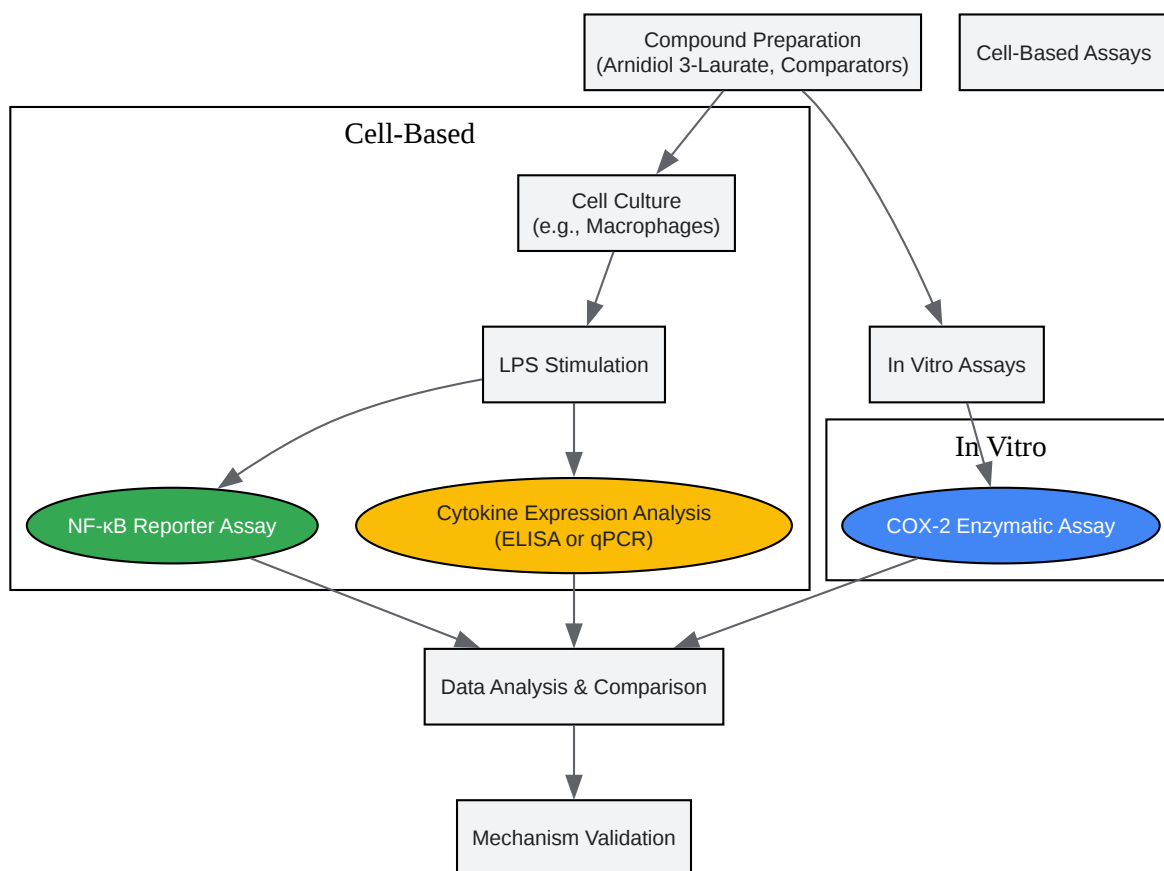 Compound Preparation
(Arnidiol 3-Laurate, Comparators)
Cell-Based Assays
Cell-Based
Cell Culture
(e.g., Macrophages)
LPS Stimulation
In Vitro Assays
In Vitro
NF-κB Reporter Assay
Cytokine Expression Analysis
(ELISA or qPCR)
COX-2 Enzymatic Assay
Data Analysis & Comparison
Mechanism Validation